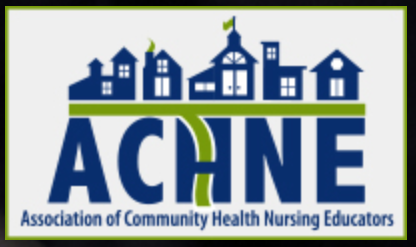 ACHNE
Association of Community Health Nursing Educators